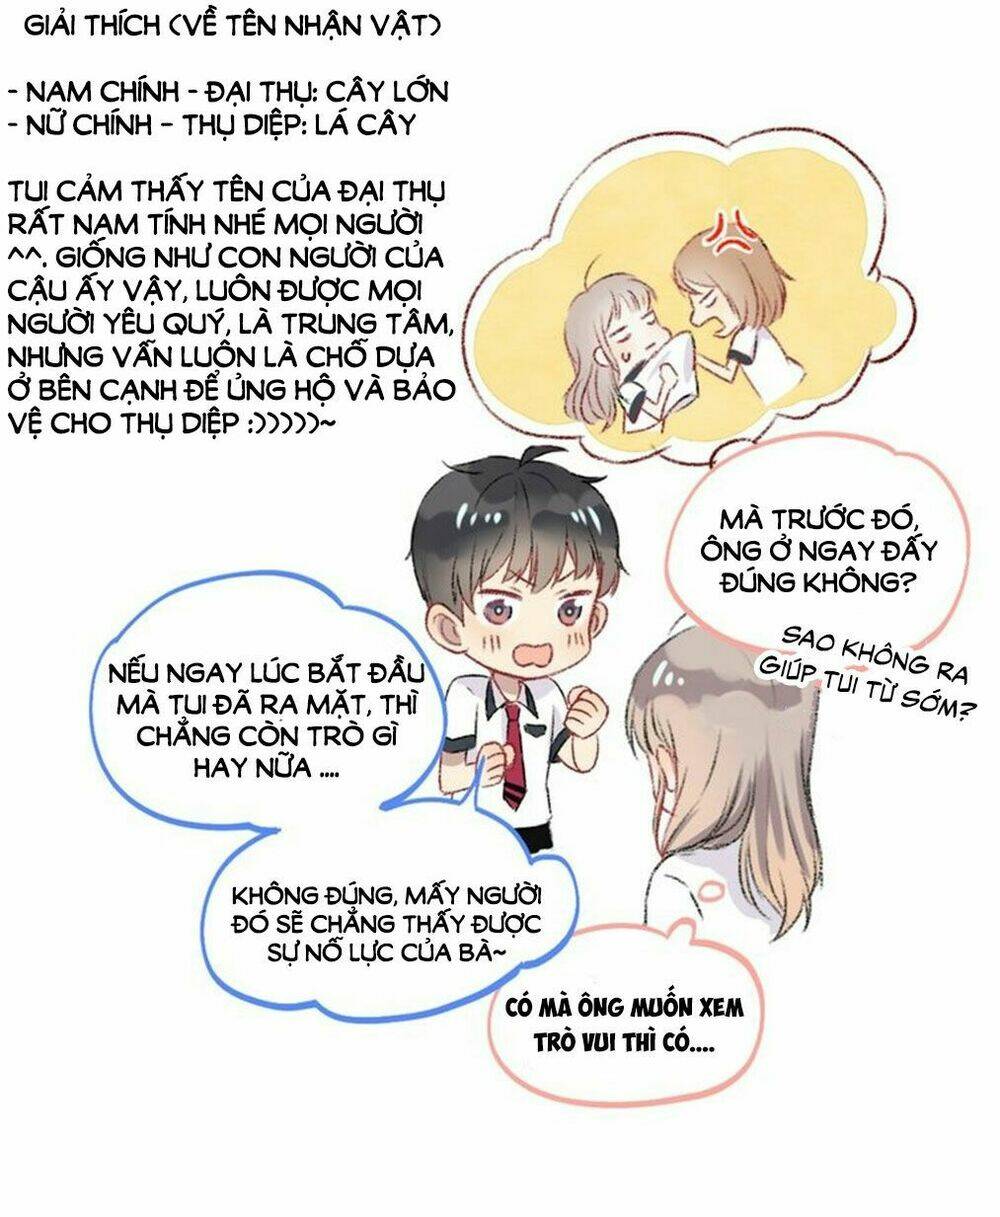 GIẢI THÍCH (VỀ TÊN NHẬN VẬT)
- NAM CHÍNH - ĐẠI THỤ: CÂY LỚN
- NỮ CHÍNH - THỤ DIỆP: LÁ CÂY
TUI CẢM THẤY TÊN CỦA ĐẠI THỤ
RẤT NAM TÍNH NHÉ MỌI NGƯỜI
^^. GIỐNG NHƯ CON NGƯỜI CỦA
CẬU ẤY VẬY, LUÔN ĐƯỢC MỌI
NGƯỜI YÊU QUÝ, LÀ TRUNG TÂM,
NHƯNG VẪN LUÔN LÀ CHỖ DỰA
Ở BÊN CẠNH ĐỂ ỦNG HỘ VÀ BẢO
VỆ CHO THỤ DIỆP :)))))~
MÀ TRƯỚC ĐÓ,
ÔNG Ở NGAY ĐẤY
ĐÚNG KHÔNG?
SAO KHÔNG RA
GIÚP TUI TỪ SỚM?
NẾU NGAY LÚC BẮT ĐẦU
MÀ TUI ĐÃ RA MẶT, THÌ
CHẲNG CÒN TRÒ GÌ
HAY NỮA ....
KHÔNG ĐÚNG, MẤY NGƯỜI
ĐÓ SẼ CHẲNG THẤY ĐƯỢC
SỰ NỖ LỰC CỦA BÀ~
CÓ MÀ ÔNG MUỐN XEM
TRÒ VUI THÌ CÓ....